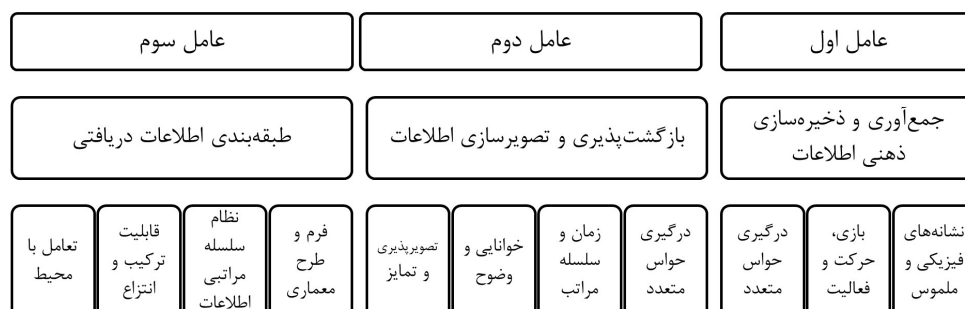 عامل اول
عامل دوم
عامل سوم
جمع‌آوری و ذخیره‌سازی
ذهنی اطلاعات
بازگشت‌پذیری و تصویرسازی اطلاعات
طبقه‌بندی اطلاعات دریافتی
نشانه‌های
فیزیکی و
ملموس
بازی،
حرکت و
فعالیت
درگیری
حواس
متعدد
درگیری
حواس
متعدد
زمان و
سلسله
مراتب
خوانایی و
وضوح
تصویرپذیری
و تمایز
فرم و
طرح
معماری
نظام
سلسله
مراتبی
اطلاعات
قابلیت
ترکیب و
انتزاع
تعامل با
محیط